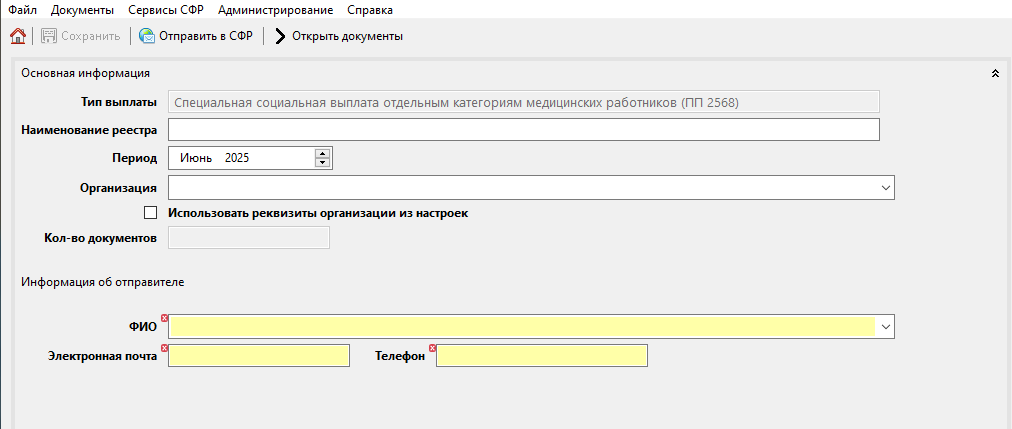 Файл Документы Сервисы СФР Администрирование Справка
Сохранить Отправить в СФР Открыть документы
Основная информация
Тип выплаты Специальная социальная выплата отдельным категориям медицинских работников (ПП 2568)
Наименование реестра
Период Июнь 2025
Организация
Использовать реквизиты организации из настроек
Кол-во документов
Информация об отправителе
ФИО
Электронная почта Телефон